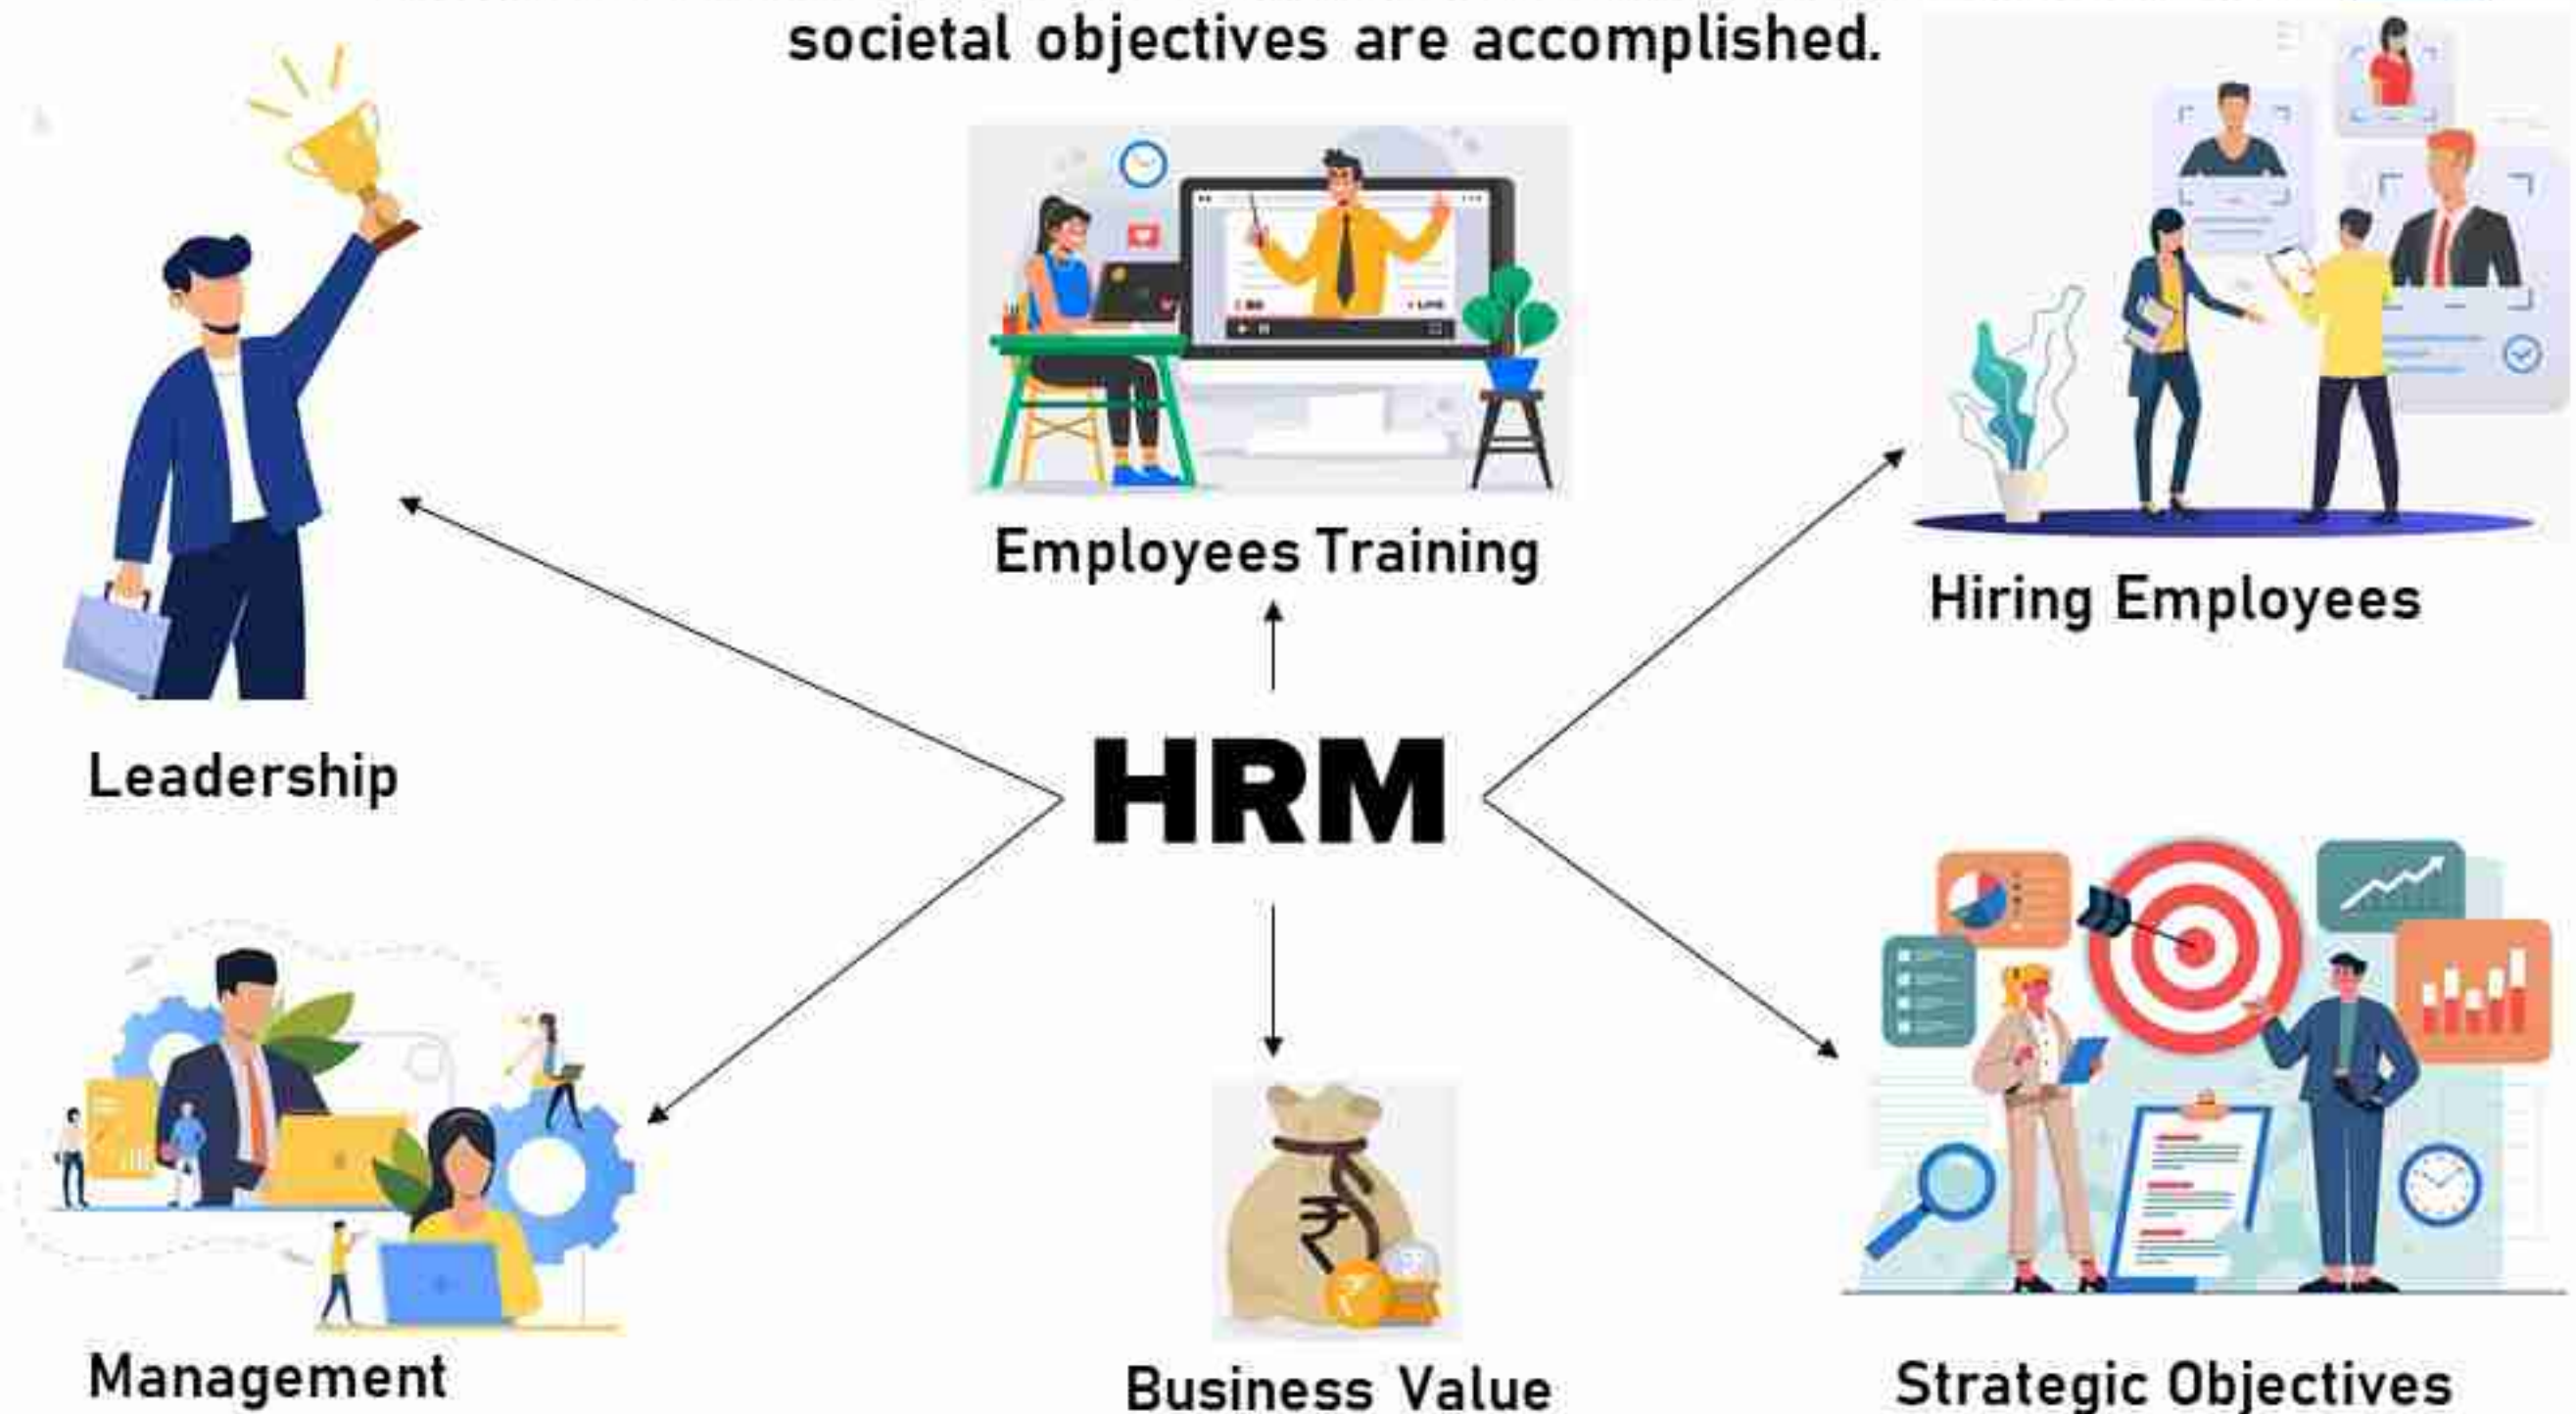 societal objectives are accomplished.
Employees Training
Hiring Employees
Leadership
HRM
Management
Business Value
Strategic Objectives